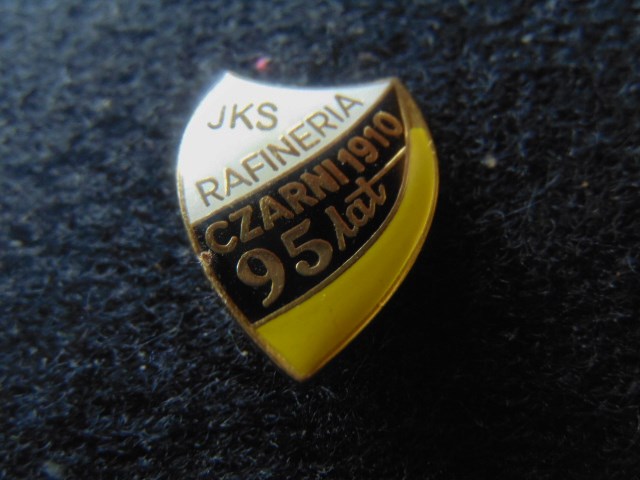 JKS
RAFINERIA
CZARNI 1910
95 lat